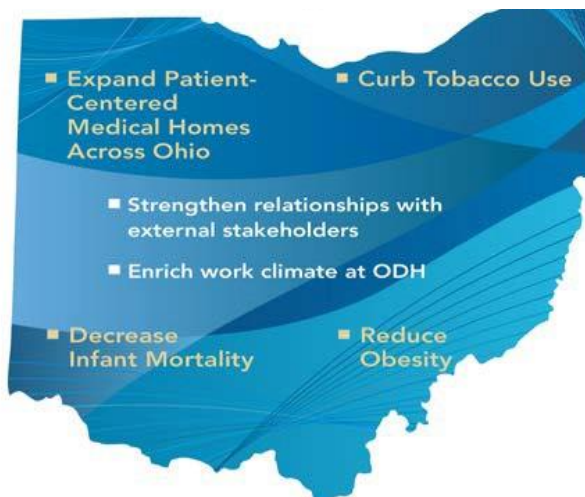 ■ Expand Patient-
Centered
Medical Homes
Across Ohio
■ Curb Tobacco Use
■ Strengthen relationships with
external stakeholders
■ Enrich work climate at ODH
■ Decrease
Infant Mortality
■ Reduce
Obesity